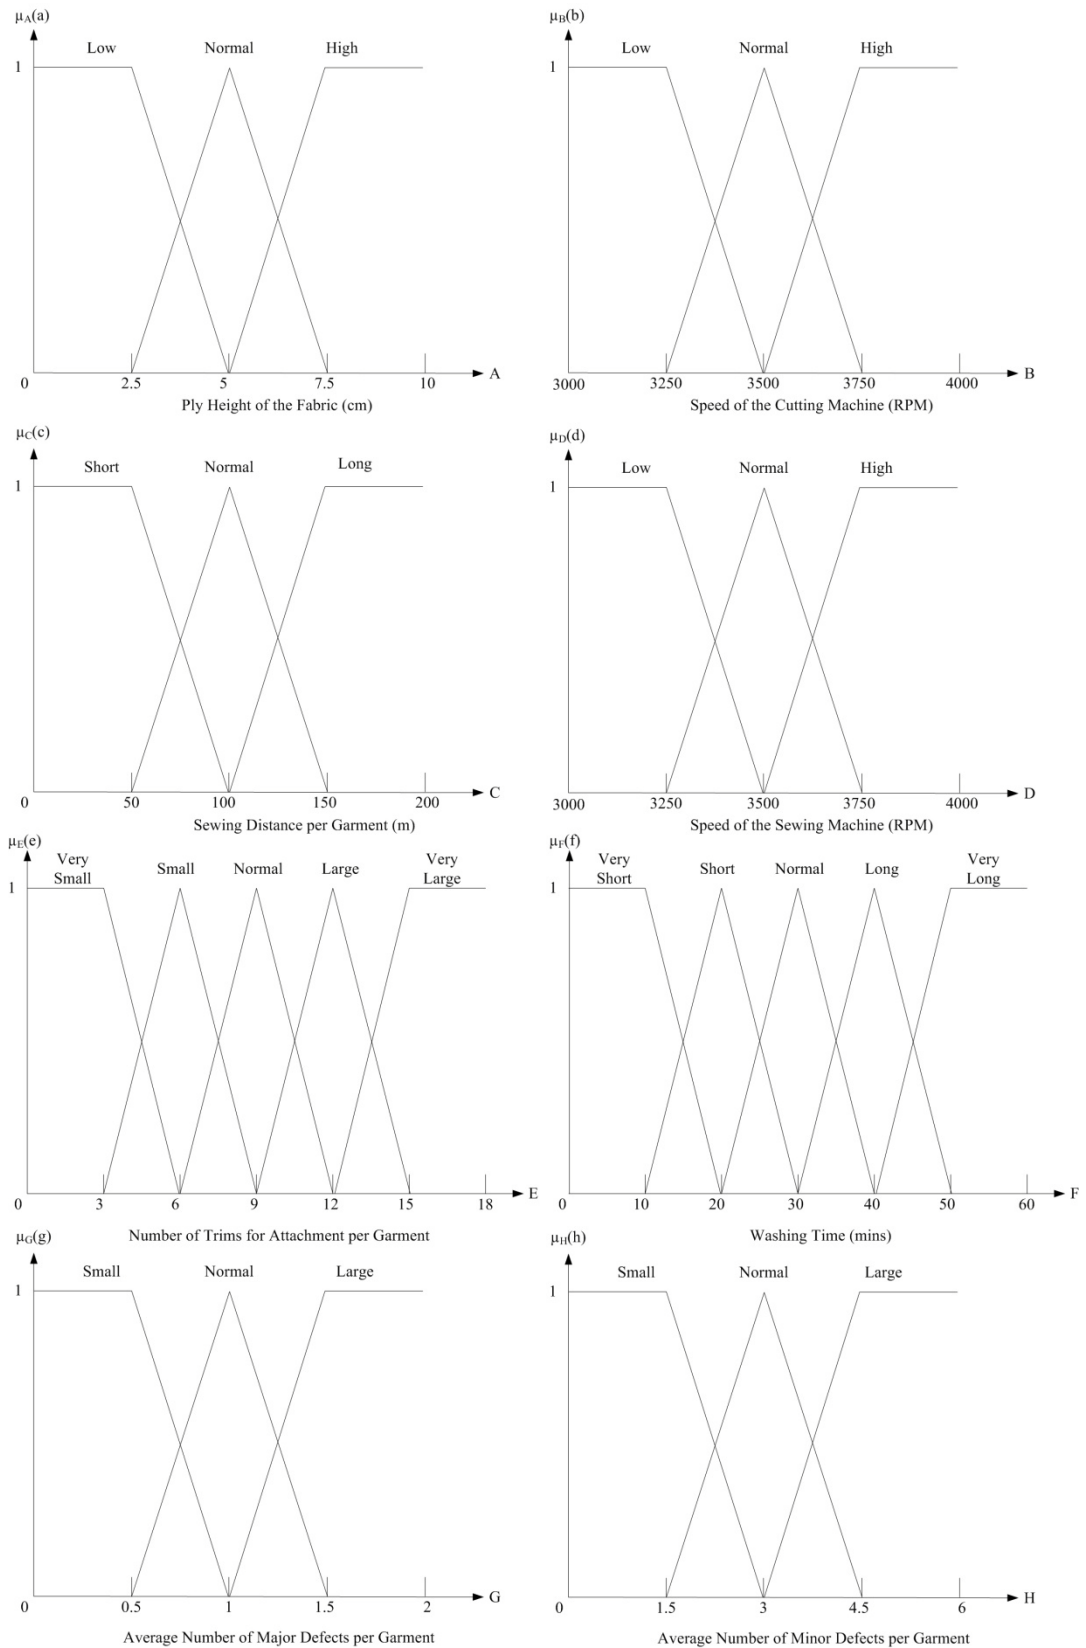 μA(a)
Low Normal High
1
0 2.5 5 7.5 10 A
Ply Height of the Fabric (cm)
μB(b)
Low Normal High
1
3000 3250 3500 3750 4000 B
Speed of the Cutting Machine (RPM)
μC(c)
Short Normal Long
1
0 50 100 150 200 C
Sewing Distance per Garment (m)
μD(d)
Low Normal High
1
3000 3250 3500 3750 4000 D
Speed of the Sewing Machine (RPM)
μE(e)
Very Very
Small Small Normal Large Large
1
0 3 6 9 12 15 18 E
Number of Trims for Attachment per Garment
μF(f)
Very Very
Short Short Normal Long Long
1
0 10 20 30 40 50 60 F
Washing Time (mins)
μG(g)
Small Normal Large
1
0 0.5 1 1.5 2 G
Average Number of Major Defects per Garment
μH(h)
Small Normal Large
1
0 1.5 3 4.5 6 H
Average Number of Minor Defects per Garment